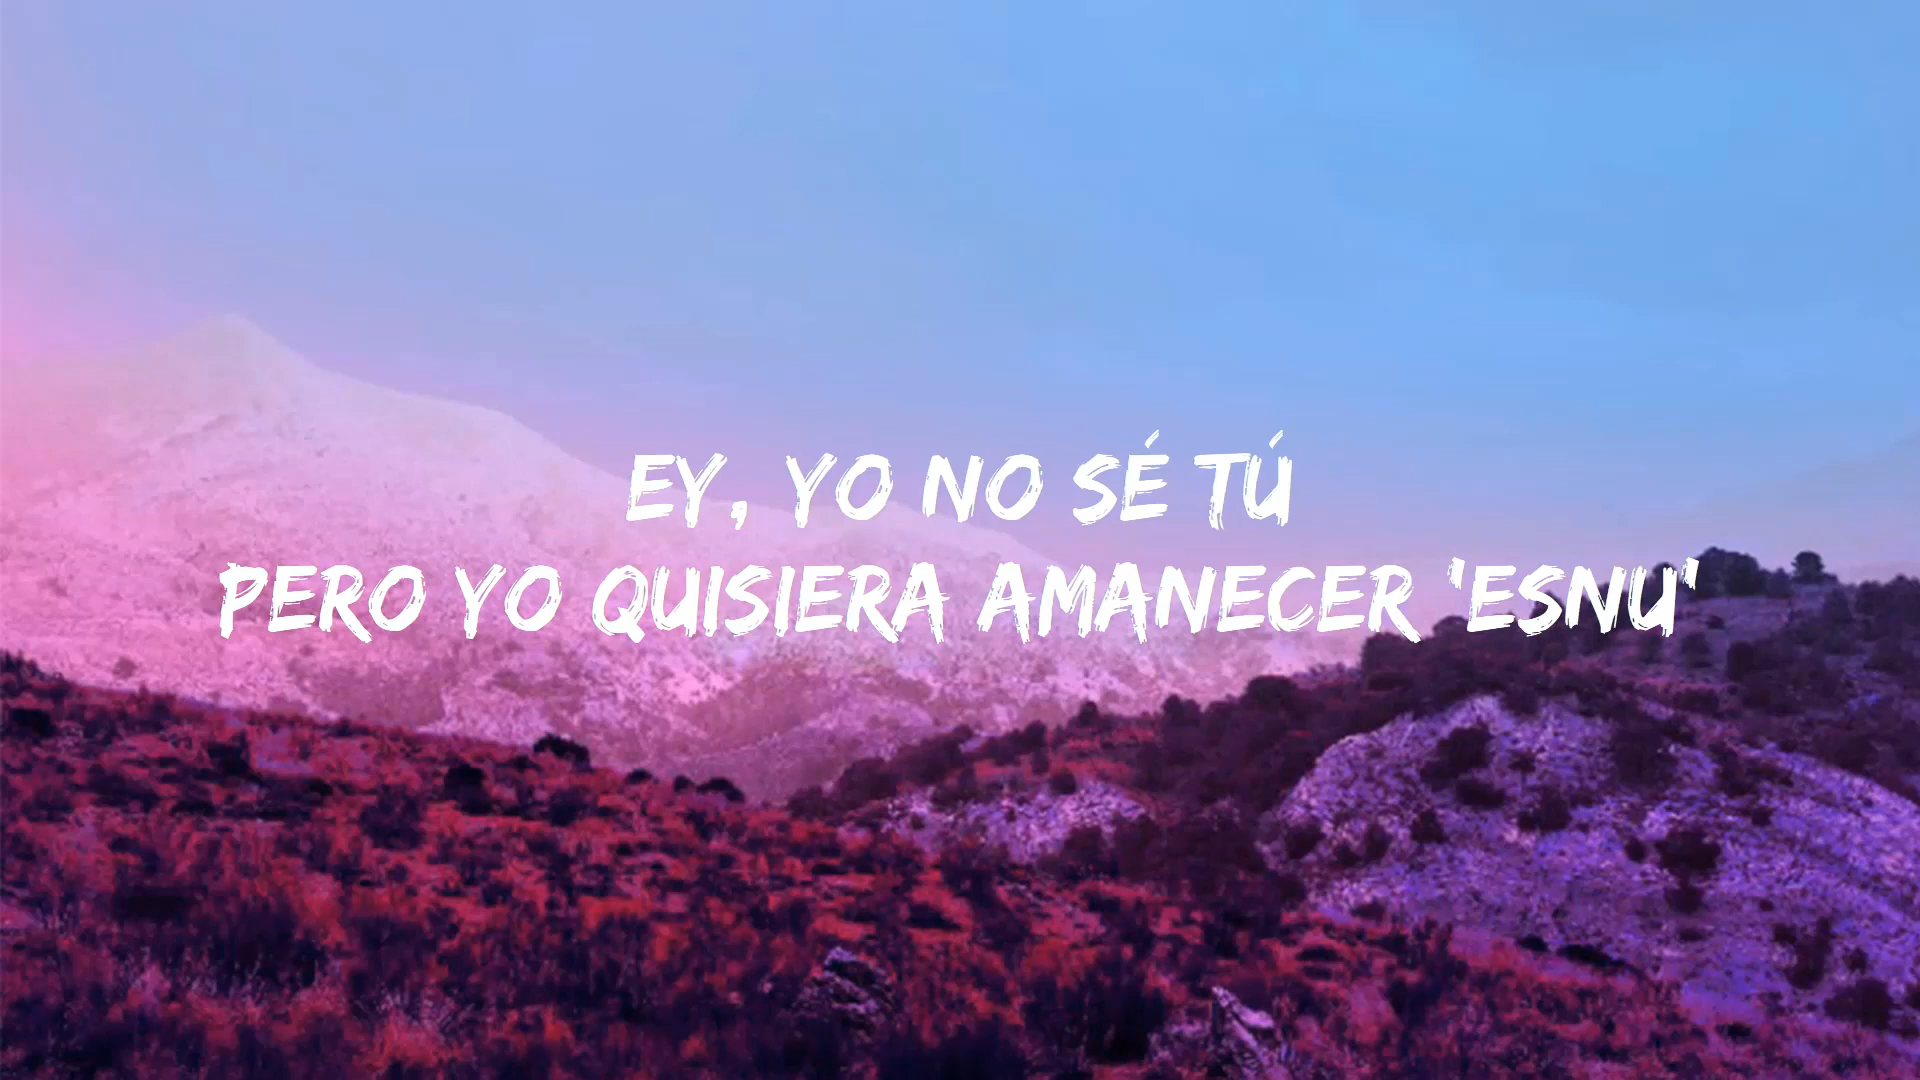 EY, YO NO SÉ TÚ
PERO YO QUISIERA AMANECER 'ESNU'